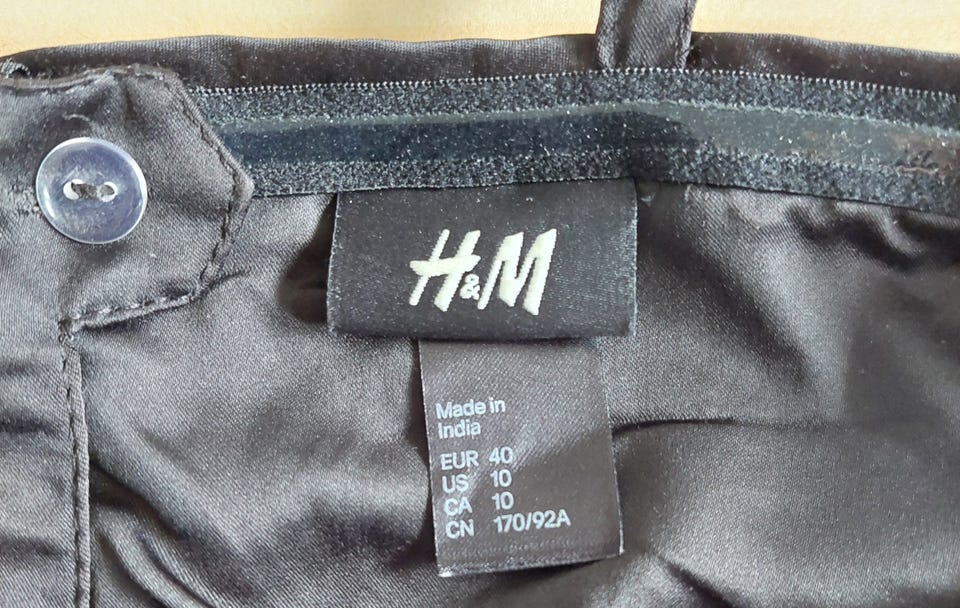 H&M
Made in
India
EUR 40
US 10
CA 10
CN 170/92A